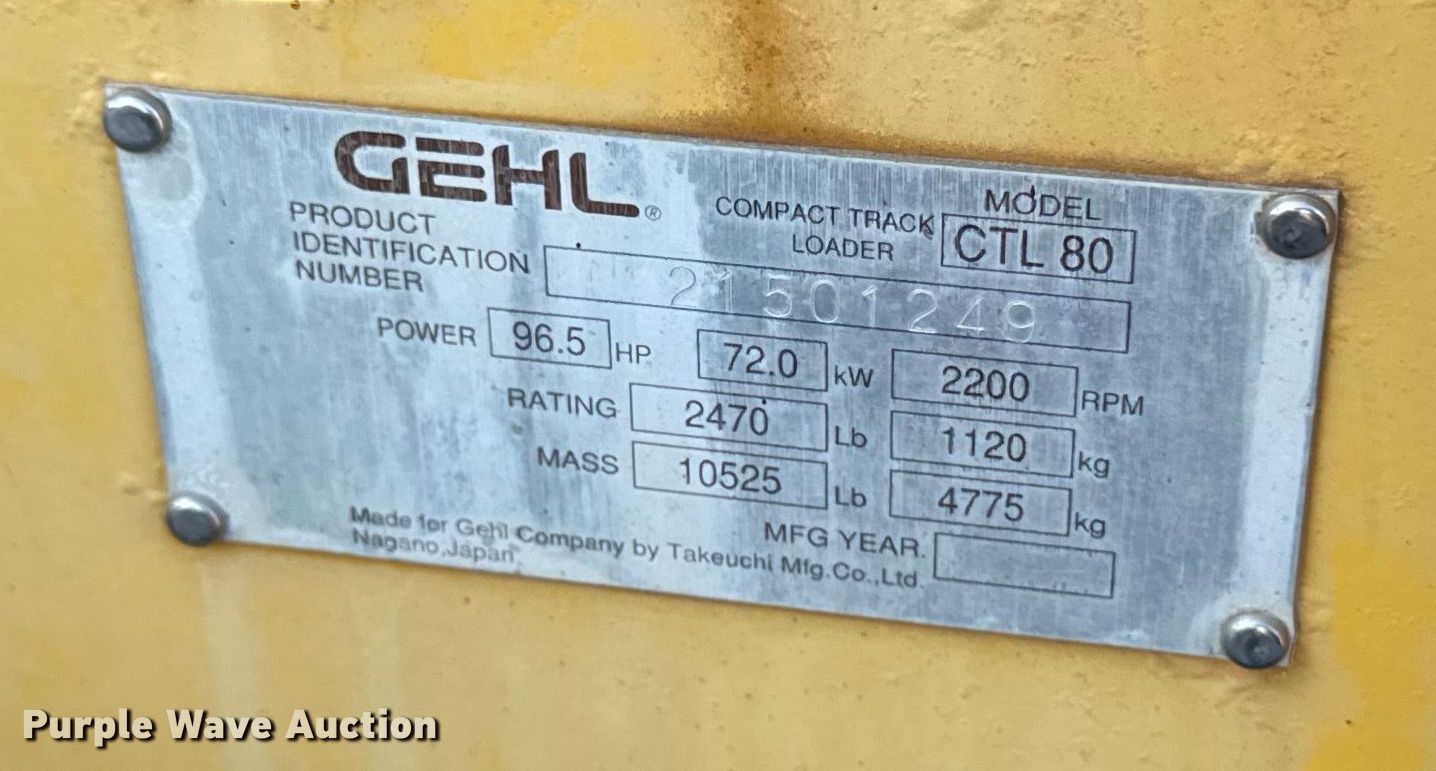 GEHL®
COMPACT TRACK
LOADER
MODEL
CTL 80
PRODUCT
IDENTIFICATION
NUMBER
21501249
POWER 96.5 HP 72.0 kW 2200 RPM
RATING 2470 Lb 1120 kg
MASS 10525 Lb 4775 kg
MFG YEAR.
Made for Gehl Company by Takeuchi Mfg.Co.,Ltd.
Nagano,Japan
Purple Wave Auction